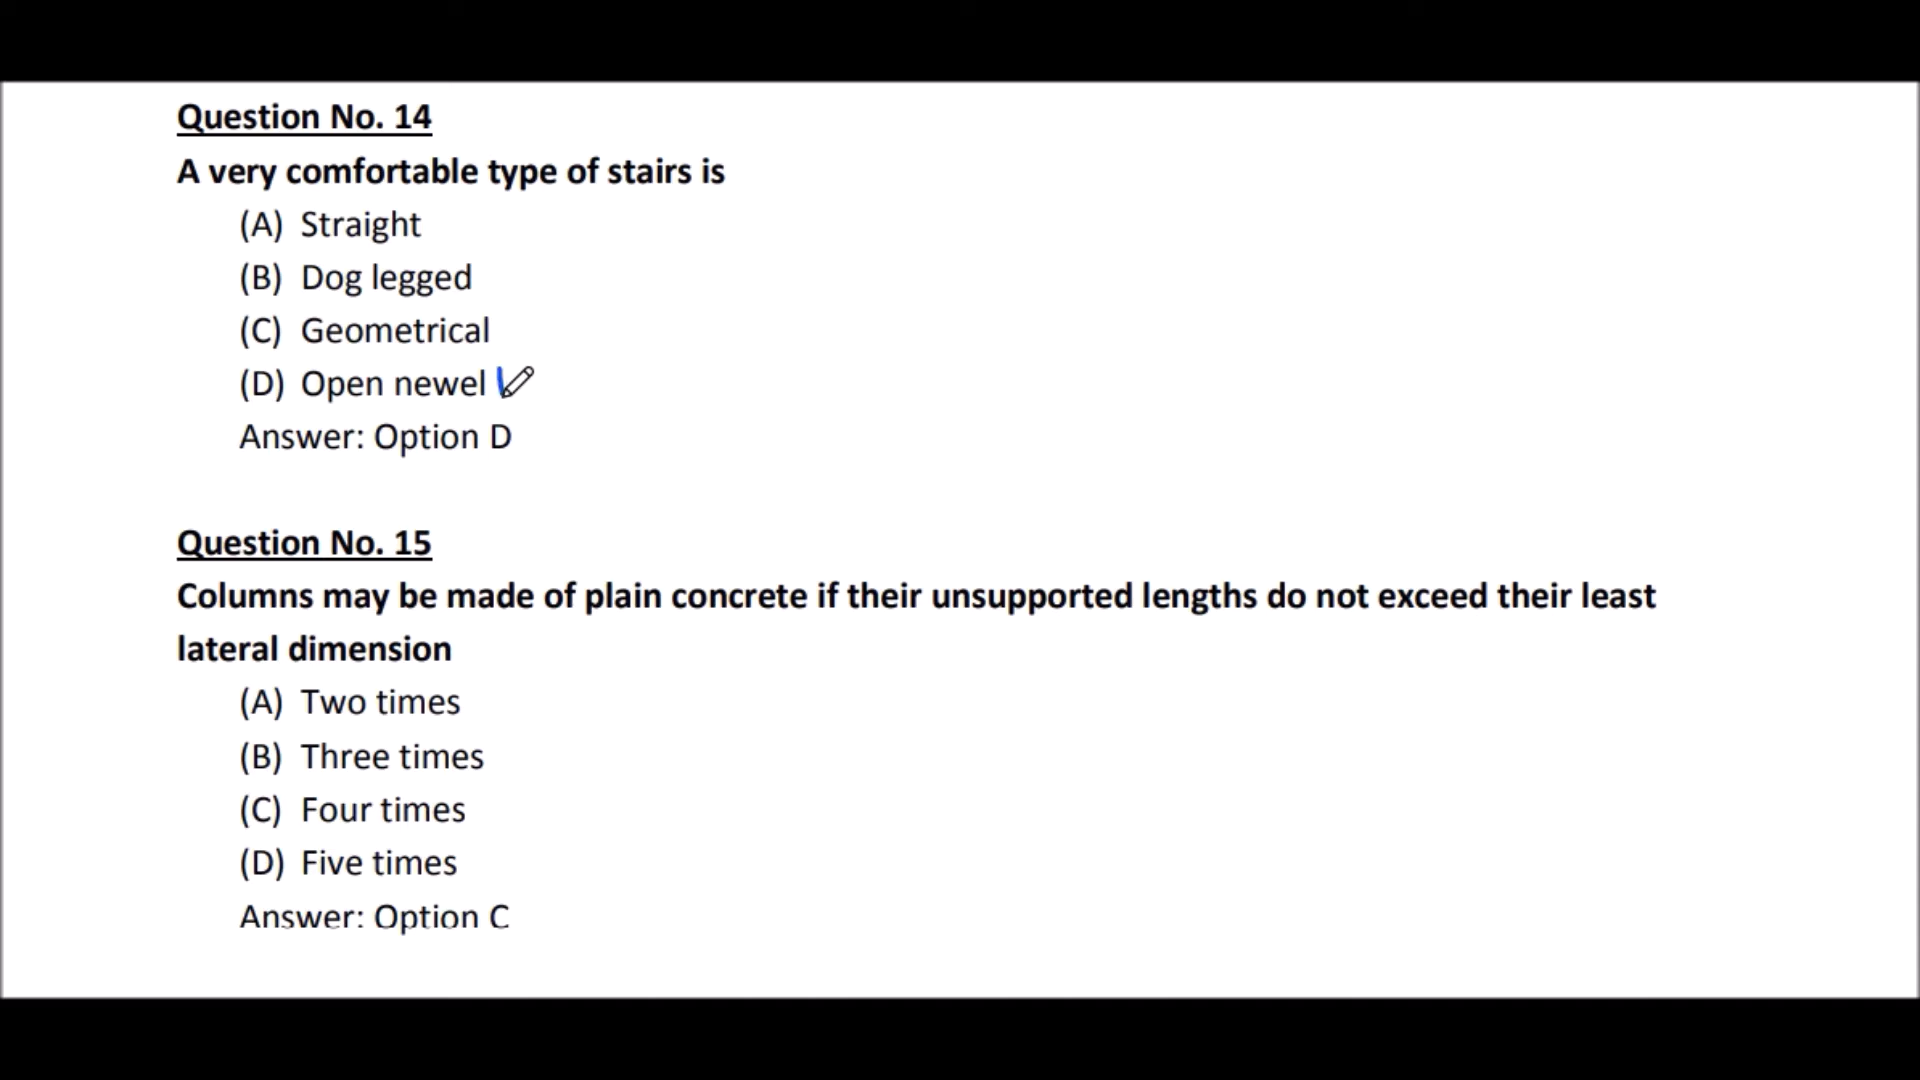 Question No. 14
A very comfortable type of stairs is
(A) Straight
(B) Dog legged
(C) Geometrical
(D) Open newel
Answer: Option D
Question No. 15
Columns may be made of plain concrete if their unsupported lengths do not exceed their least
lateral dimension
(A) Two times
(B) Three times
(C) Four times
(D) Five times
Answer: Option C